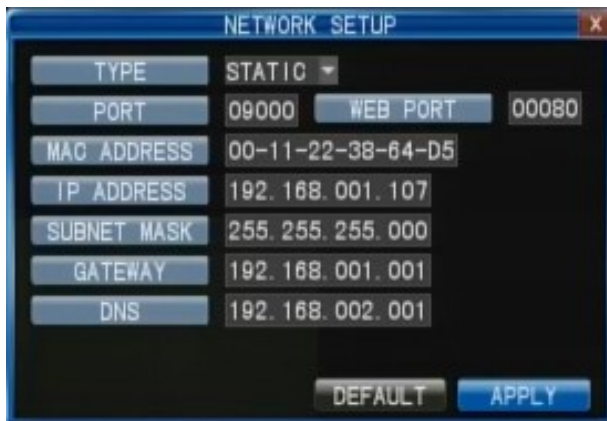 NETWORK SETUP X
TYPE STATIC
PORT 09000 WEB PORT 00080
MAC ADDRESS 00-11-22-38-64-D5
IP ADDRESS 192.168.001.107
SUBNET MASK 255.255.255.000
GATEWAY 192.168.001.001
DNS 192.168.002.001
DEFAULT APPLY